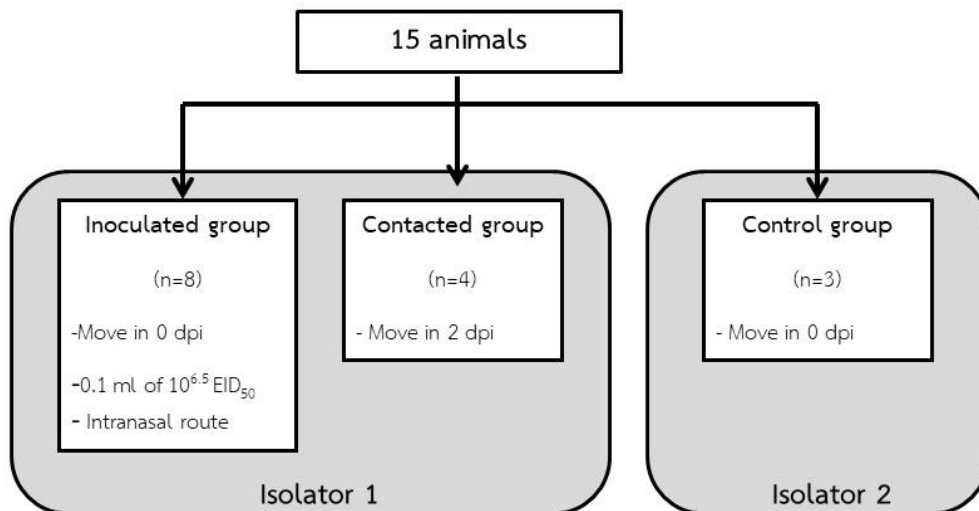 15 animals
Inoculated group
(n=8)
-Move in 0 dpi
-0.1 ml of 10^6.5 EID_50
- Intranasal route
Contacted group
(n=4)
- Move in 2 dpi
Isolator 1
Control group
(n=3)
- Move in 0 dpi
Isolator 2